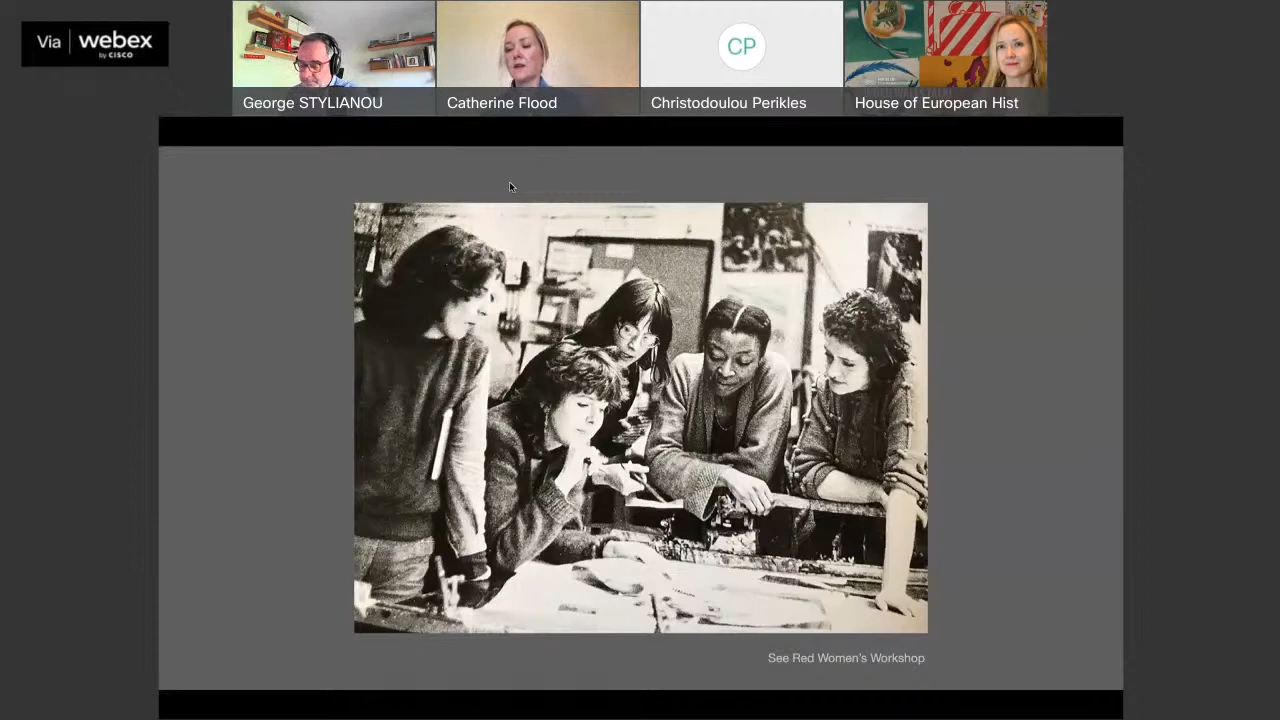 Via webex
by CISCO
George STYLIANOU
Catherine Flood
CP
Christodoulou Perikles
House of European Hist
See Red Women's Workshop